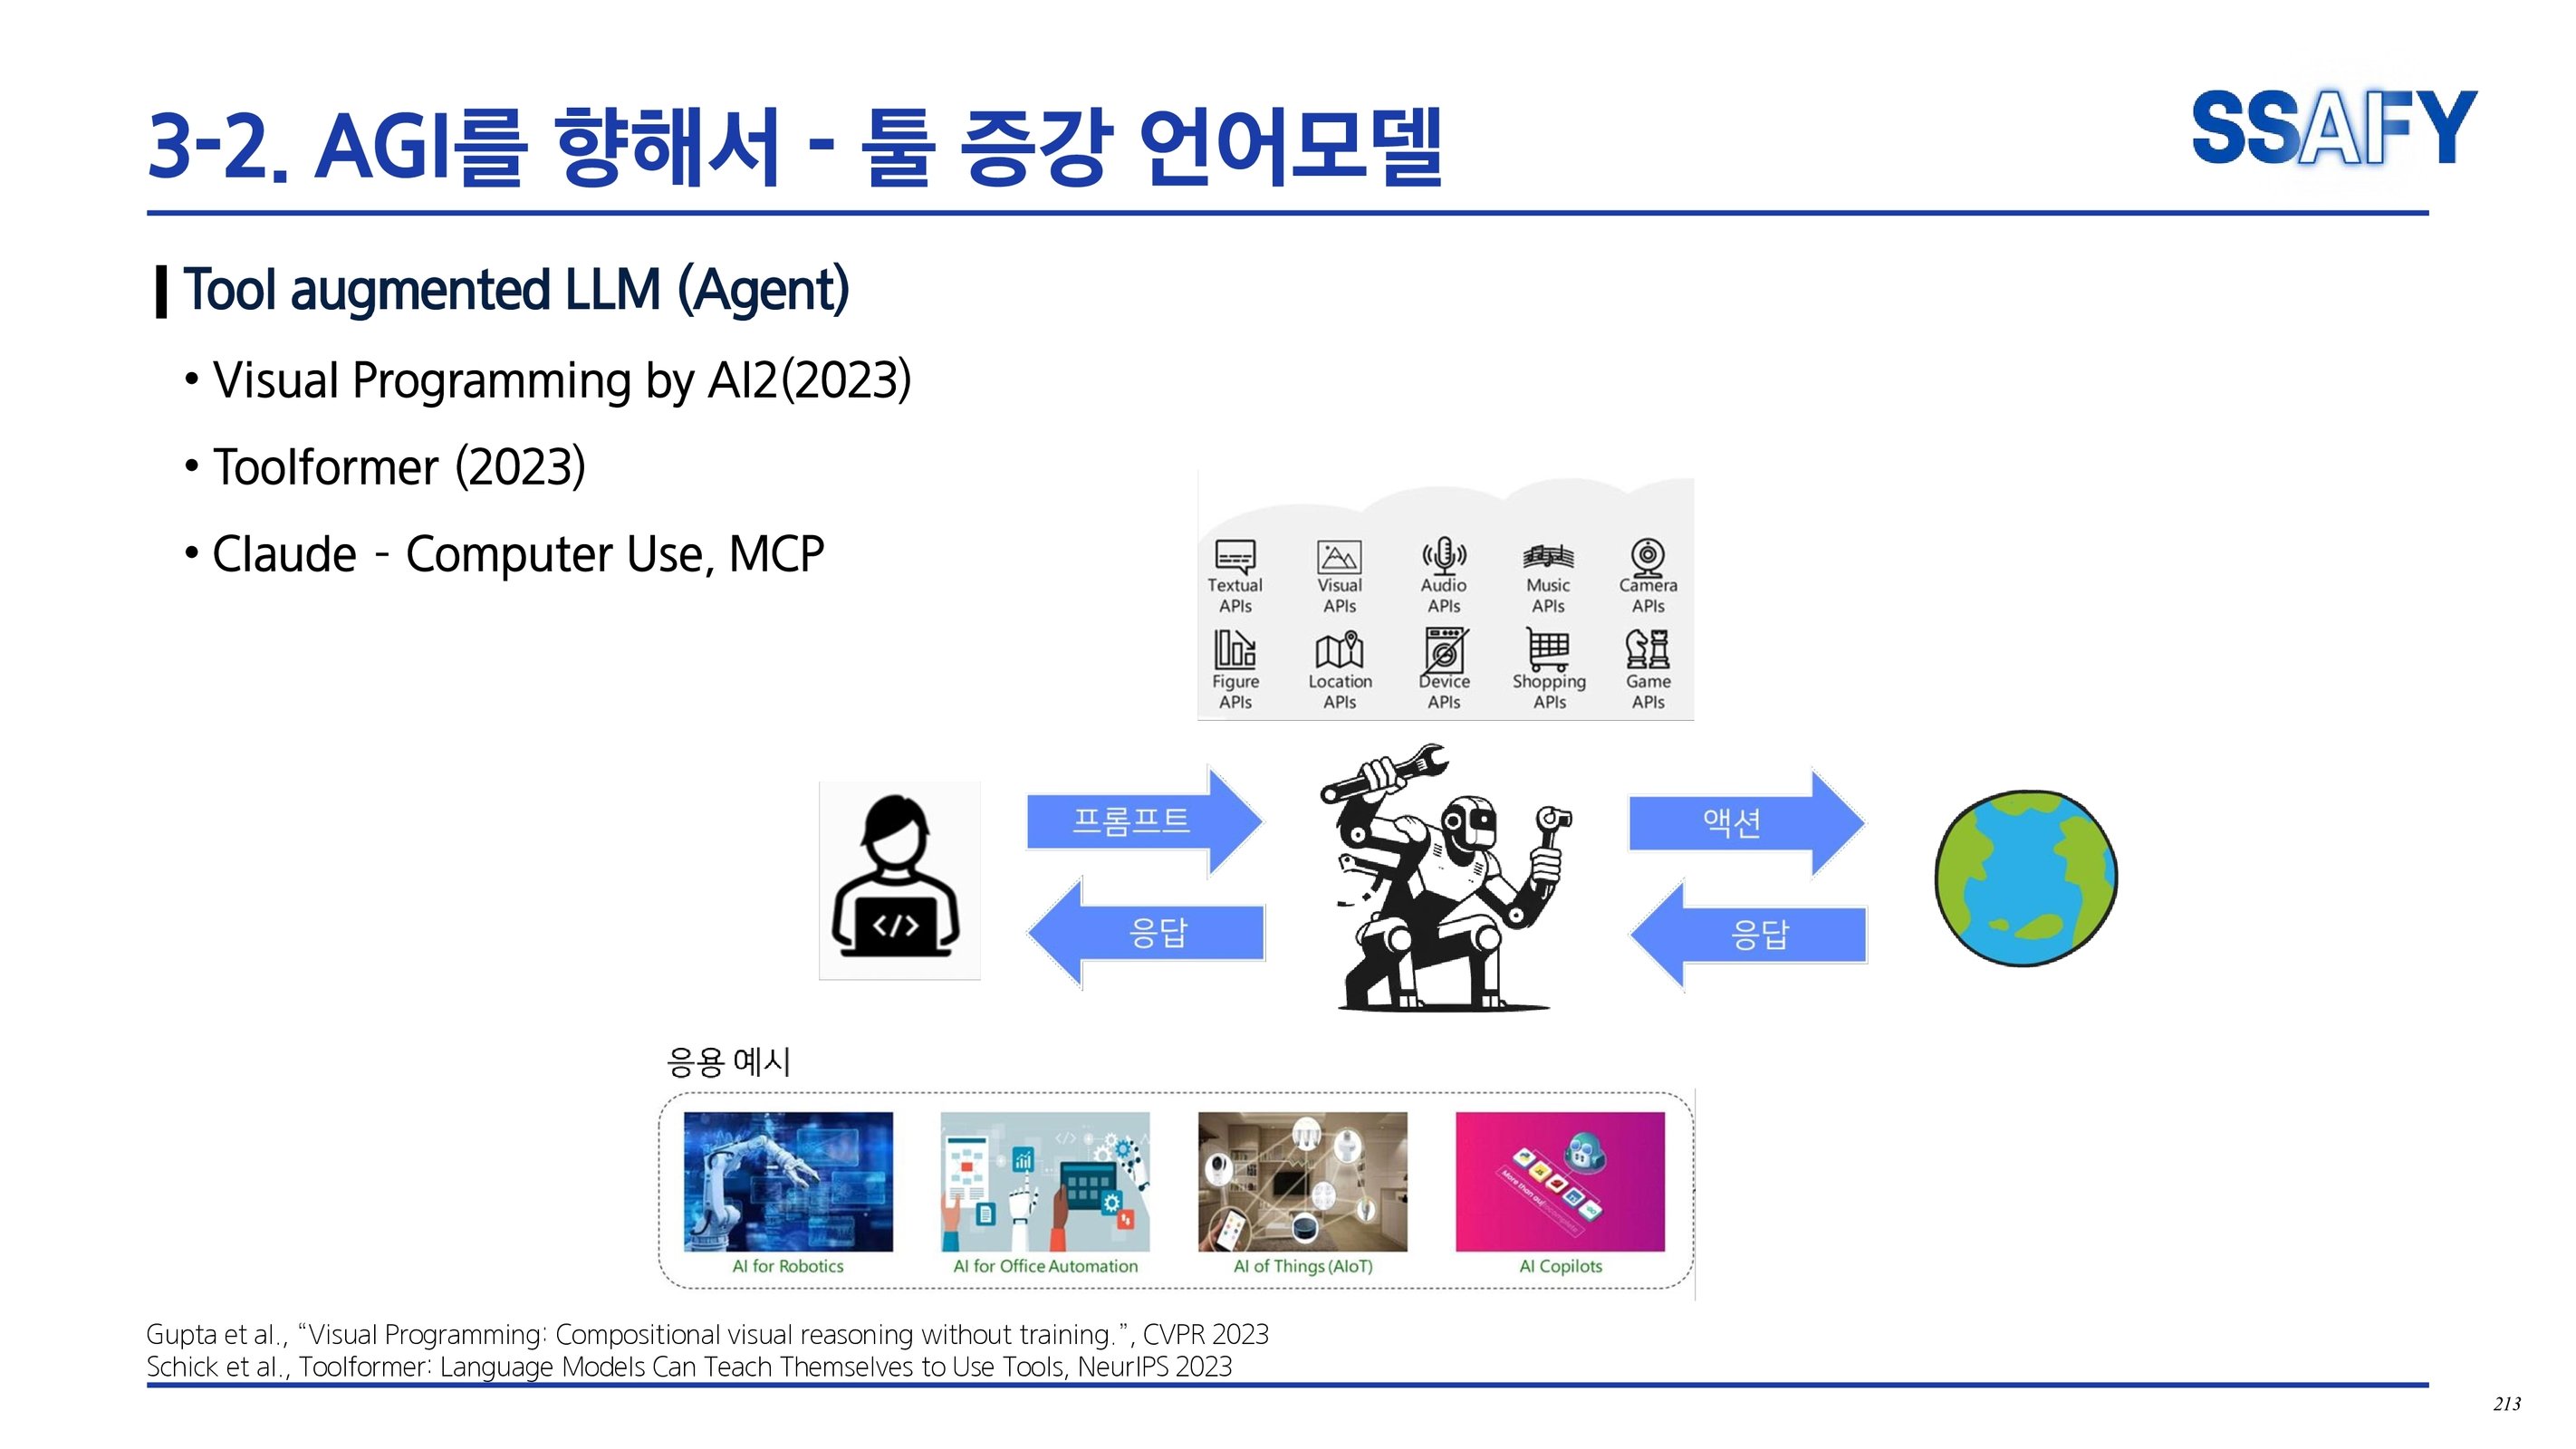 3-2. AGI를 향해서 - 툴 증강 언어모델
SSAFY
Tool augmented LLM (Agent)
• Visual Programming by AI2(2023)
• Toolformer (2023)
• Claude - Computer Use, MCP
Textual APIs
Visual APIs
Audio APIs
Music APIs
Camera APIs
Figure APIs
Location APIs
Device APIs
Shopping APIs
Game APIs
프롬프트
액션
</>
응답
응답
응용 예시
</>
More than autocomplete
AI for Robotics
AI for Office Automation
AI of Things (AIoT)
AI Copilots
Gupta et al., “Visual Programming: Compositional visual reasoning without training.”, CVPR 2023
Schick et al., Toolformer: Language Models Can Teach Themselves to Use Tools, NeurIPS 2023
213